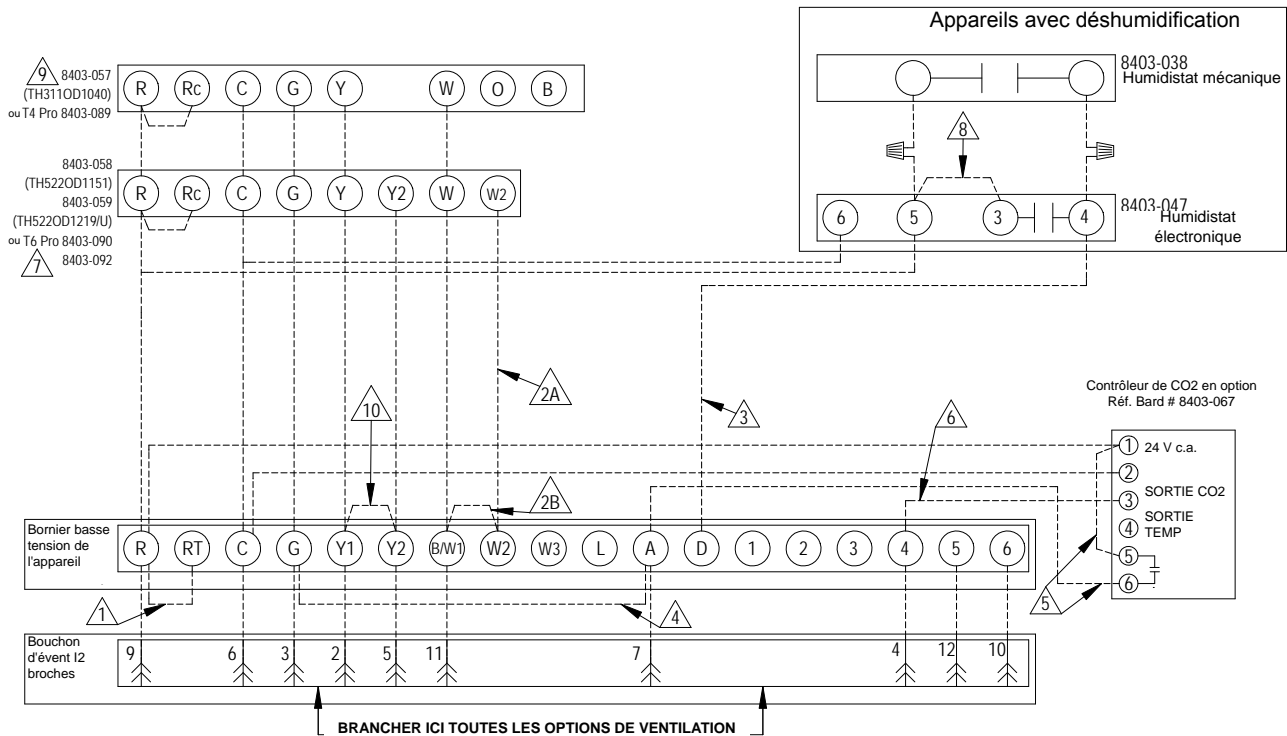 Appareils avec déshumidification
8403-038
Humidistat mécanique
9 8403-057
(TH311OD1040)
ou T4 Pro 8403-089
R Rc C G Y W O B
8
8403-058
(TH522OD1151)
8403-059
(TH522OD1219/U)
ou T6 Pro 8403-090
7 8403-092
R Rc C G Y Y2 W W2
6 5 3 4
8403-047
Humidistat
électronique
2A
10
3
6
2B
Contrôleur de CO2 en option
Réf. Bard # 8403-067
1 24 V c.a.
2
3 SORTIE CO2
4 SORTIE
TEMP
5
6
5
Bornier basse
tension de
l'appareil
R RT C G Y1 Y2 B/W1 W2 W3 L A D 1 2 3 4 5 6
1
4
Bouchon
d'évent I2
broches
9 6 3 2 5 11 7 4 12 10
BRANCHER ICI TOUTES LES OPTIONS DE VENTILATION